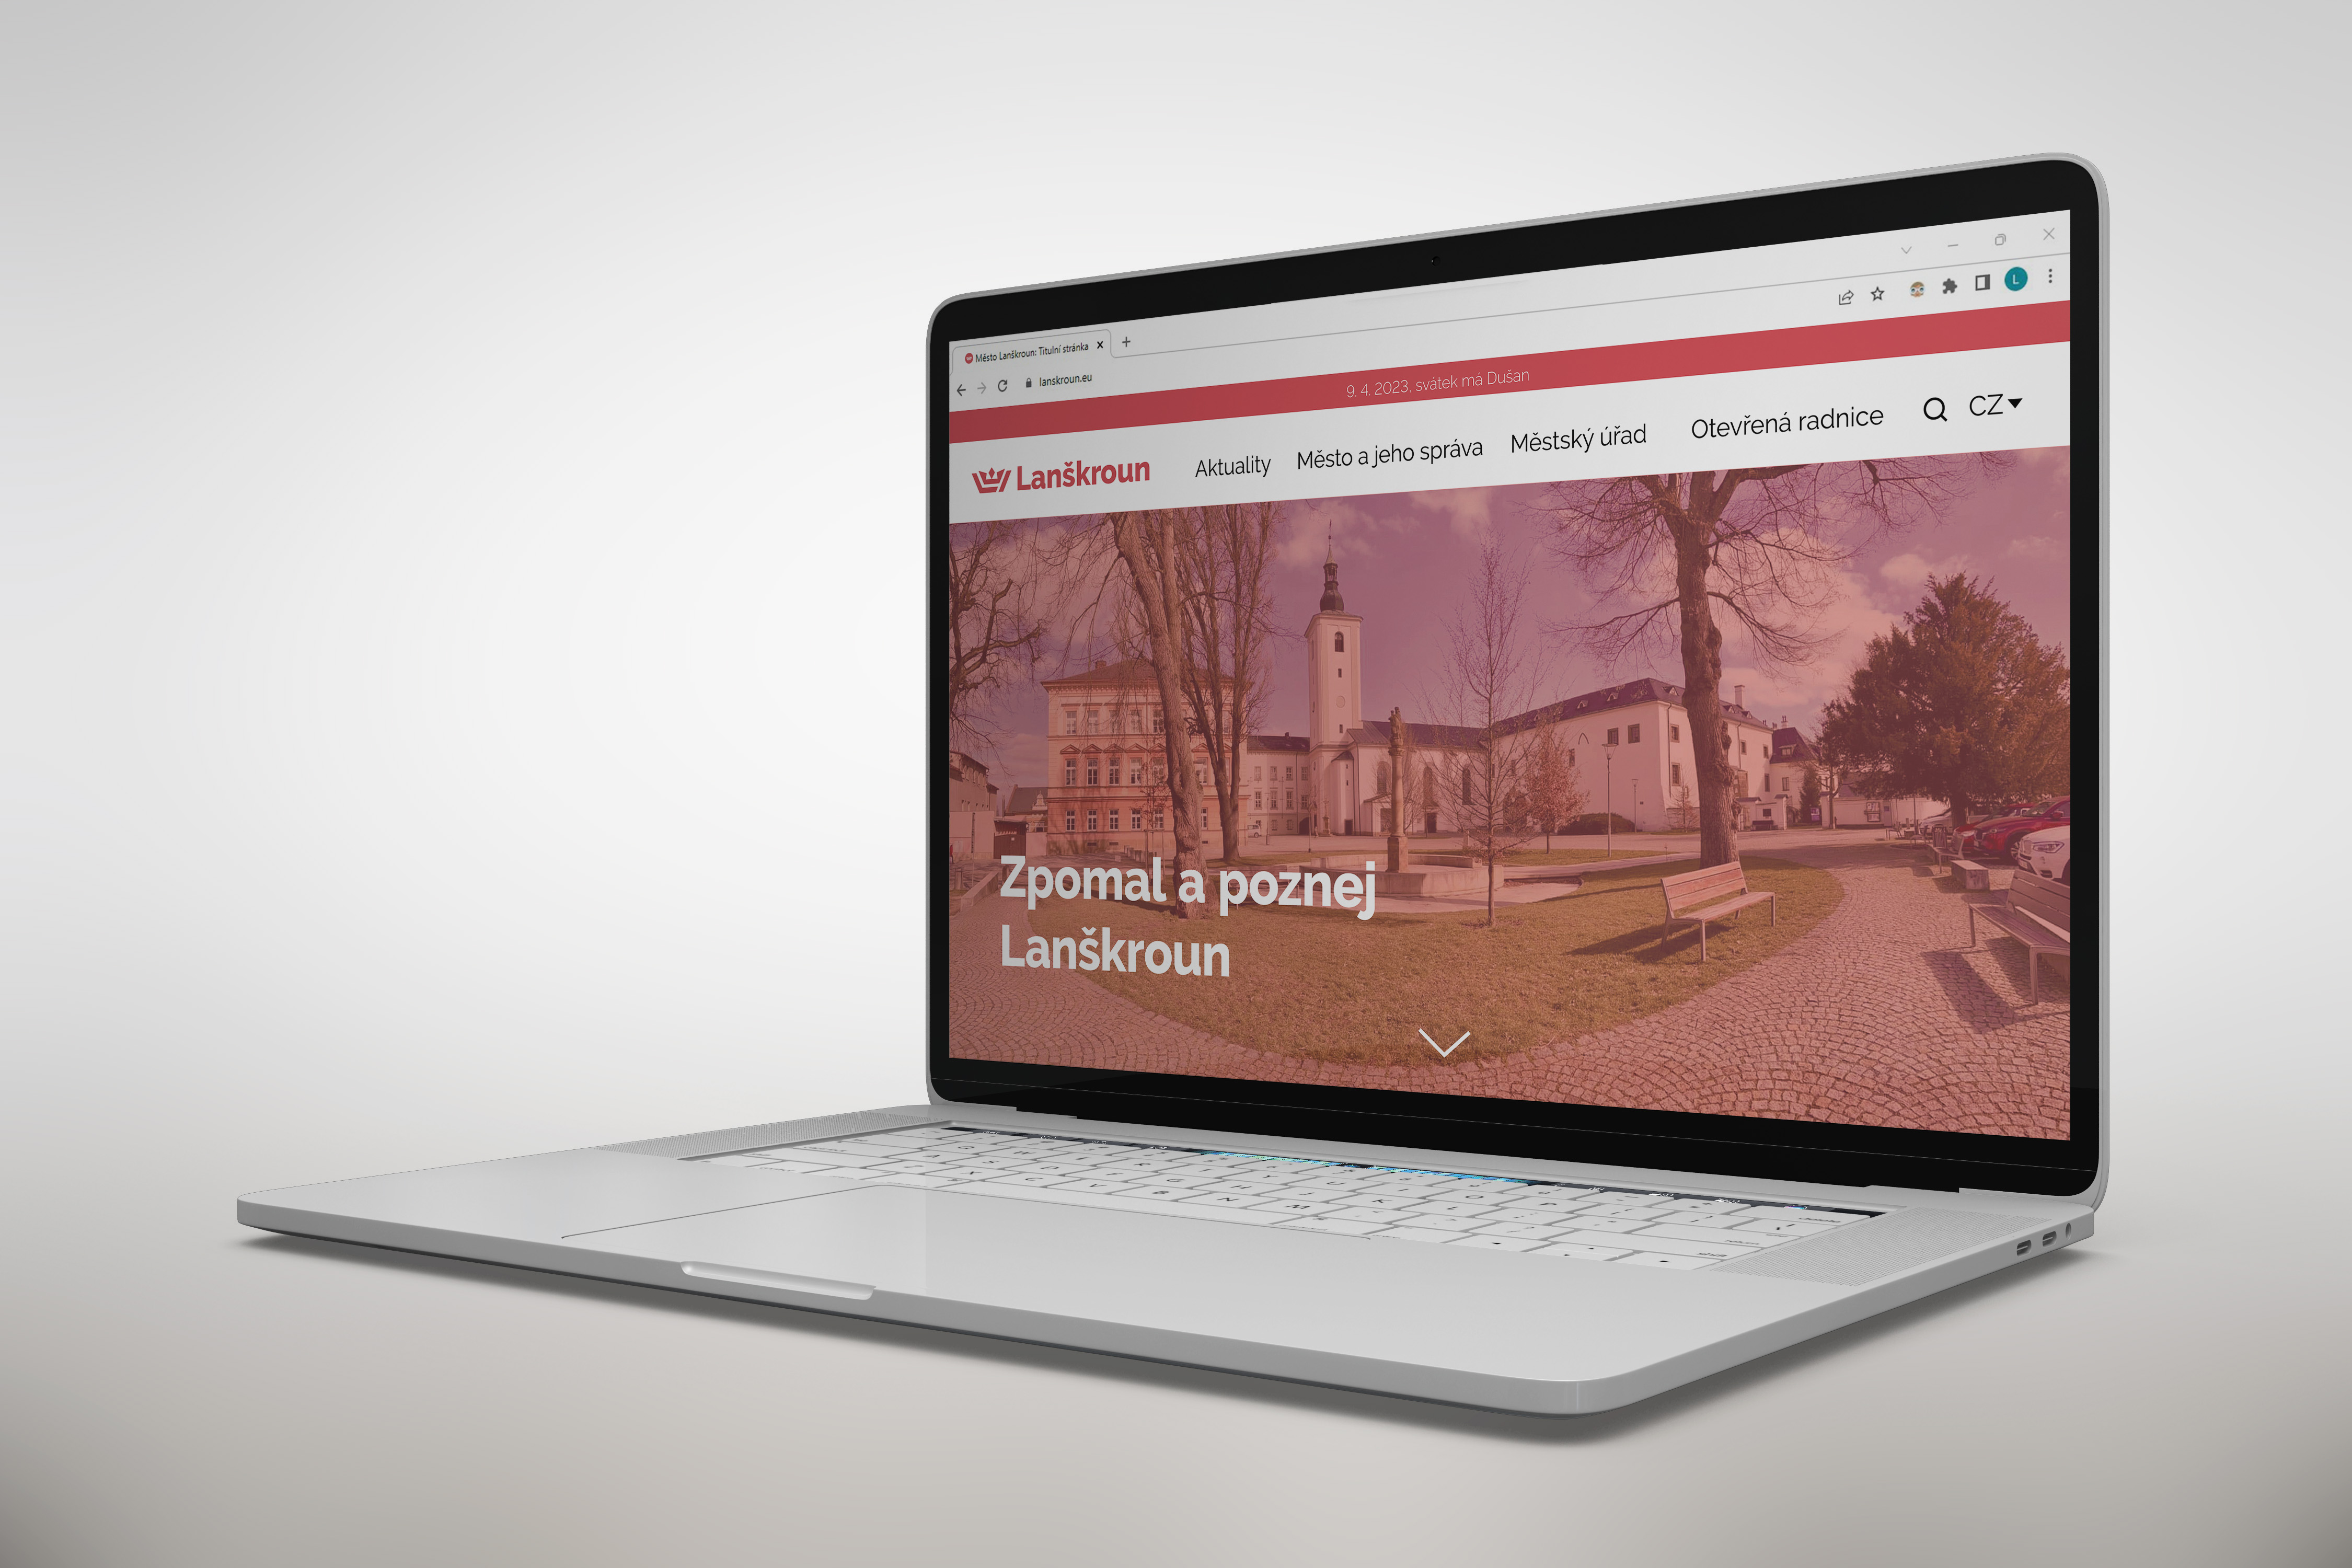 Město Lanškroun: Titulní stránka
lanskroun.eu
L
9. 4. 2023, svátek má Dušan
Lanškroun
Aktuality
Město a jeho správa
Městský úřad
Otevřená radnice
CZ
Zpomal a poznej
Lanškroun